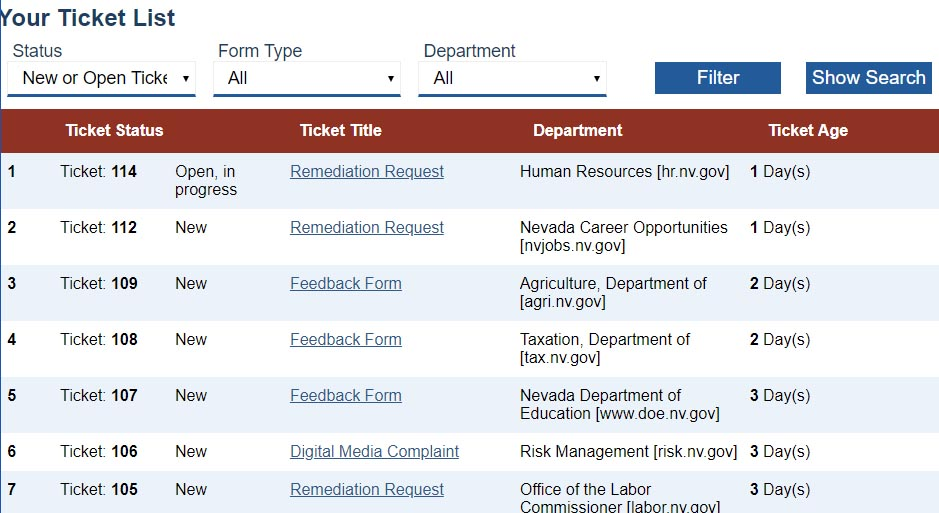 Your Ticket List
Status Form Type Department
New or Open Ticke All All Filter Show Search
Ticket Status Ticket Title Department Ticket Age
1 Ticket: 114 Open, in progress Remediation Request Human Resources [hr.nv.gov] 1 Day(s)
2 Ticket: 112 New Remediation Request Nevada Career Opportunities [nvjobs.nv.gov] 1 Day(s)
3 Ticket: 109 New Feedback Form Agriculture, Department of [agri.nv.gov] 2 Day(s)
4 Ticket: 108 New Feedback Form Taxation, Department of [tax.nv.gov] 2 Day(s)
5 Ticket: 107 New Feedback Form Nevada Department of Education [www.doe.nv.gov] 3 Day(s)
6 Ticket: 106 New Digital Media Complaint Risk Management [risk.nv.gov] 3 Day(s)
7 Ticket: 105 New Remediation Request Office of the Labor Commissioner [labor.nv.gov] 3 Day(s)